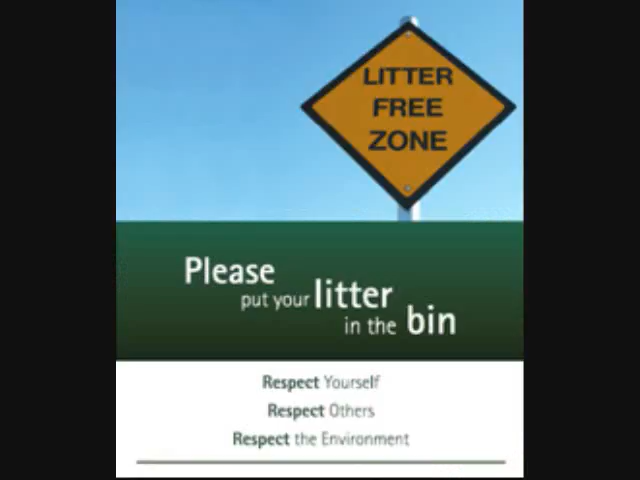 LITTER
FREE
ZONE
Please
put your litter
in the bin
Respect Yourself
Respect Others
Respect the Environment